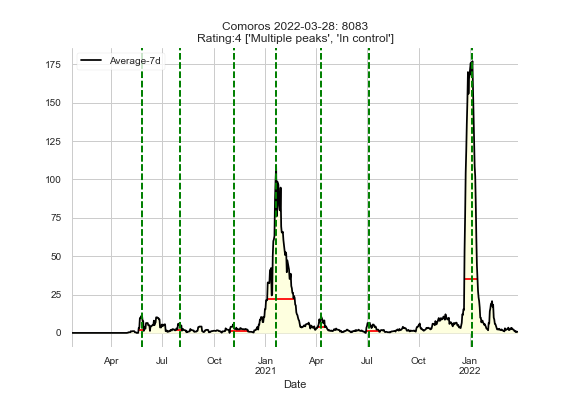 Comoros 2022-03-28: 8083
Rating:4 ['Multiple peaks', 'In control']
Average-7d
175
150
125
100
75
50
25
0
Apr Jul Oct Jan Apr Jul Oct Jan
2021 2022
Date